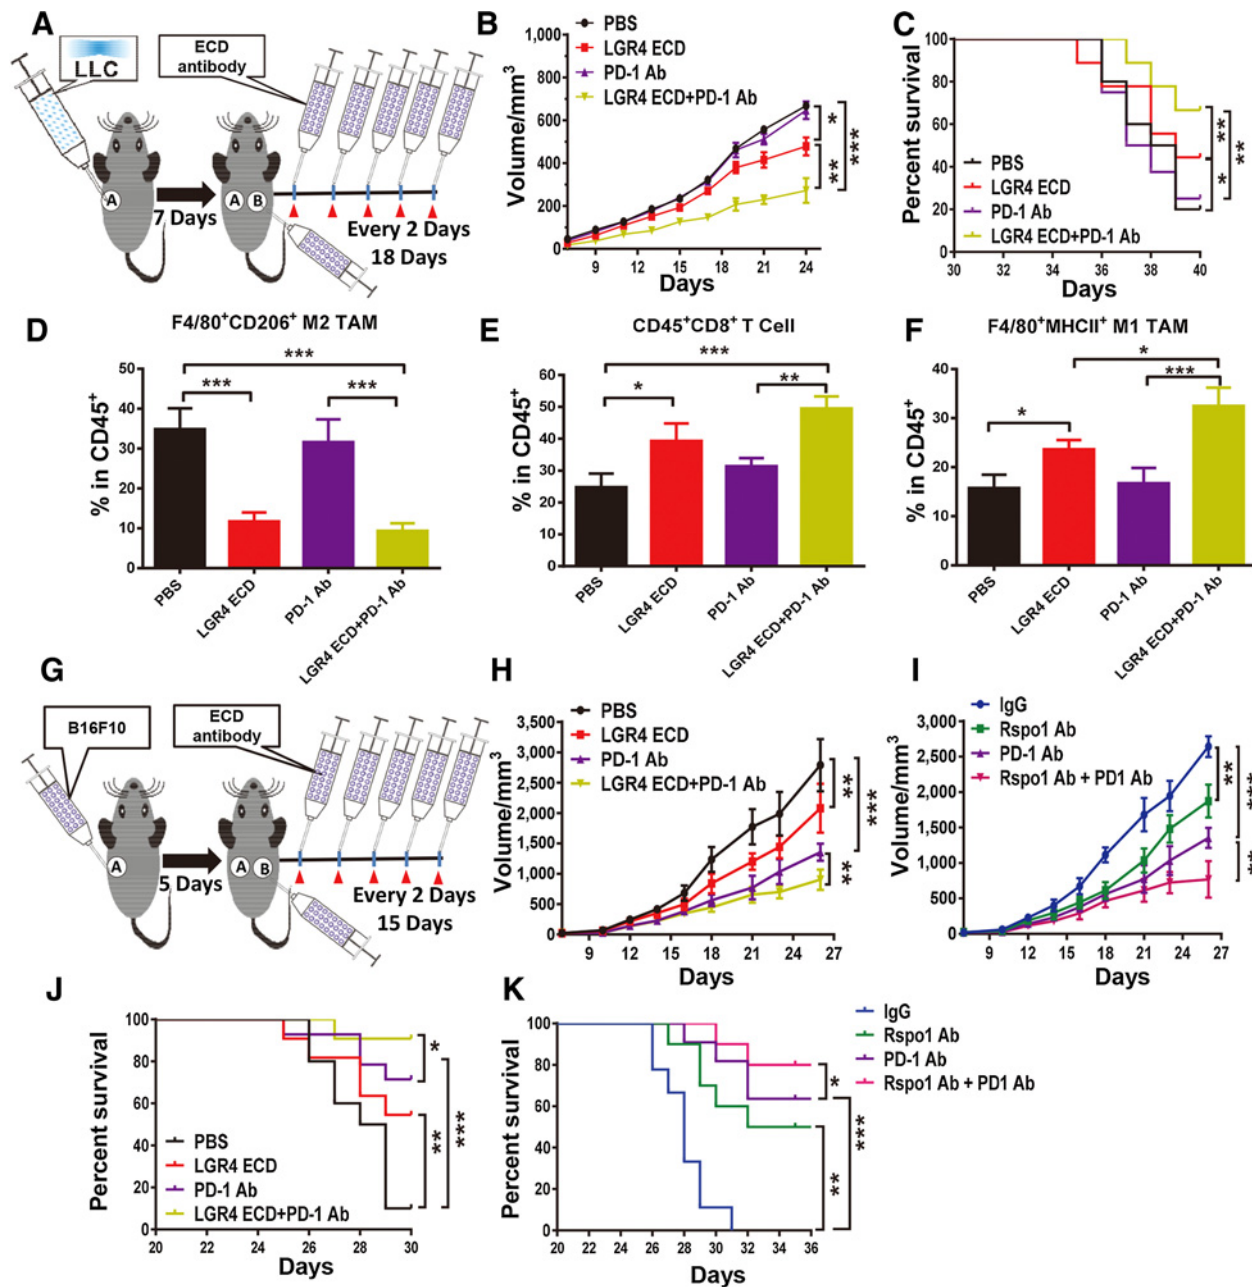 A
LLC
ECD
antibody
A
A B
7 Days
Every 2 Days
18 Days
B
PBS
LGR4 ECD
PD-1 Ab
LGR4 ECD+PD-1 Ab
Volume/mm³
1,000
800
600
400
200
0
9 12 15 18 21 24
Days
*
**
***
C
Percent survival
100
80
60
40
20
0
PBS
LGR4 ECD
PD-1 Ab
LGR4 ECD+PD-1 Ab
30 32 34 36 38 40
Days
**
*
**
D
F4/80⁺CD206⁺ M2 TAM
% in CD45⁺
50
40
30
20
10
0
***
***
***
PBS
LGR4 ECD
PD-1 Ab
LGR4 ECD+PD-1 Ab
E
CD45⁺CD8⁺ T Cell
% in CD45⁺
60
50
40
30
20
10
0
***
*
**
PBS
LGR4 ECD
PD-1 Ab
LGR4 ECD+PD-1 Ab
F
F4/80⁺MHCII⁺ M1 TAM
% in CD45⁺
40
30
20
10
0
*
***
*
PBS
LGR4 ECD
PD-1 Ab
LGR4 ECD+PD-1 Ab
G
B16F10
ECD
antibody
A
A B
5 Days
Every 2 Days
15 Days
H
PBS
LGR4 ECD
PD-1 Ab
LGR4 ECD+PD-1 Ab
Volume/mm³
3,500
3,000
2,500
2,000
1,500
1,000
500
0
9 12 15 18 21 24 27
Days
**
***
**
I
IgG
Rspo1 Ab
PD-1 Ab
Rspo1 Ab + PD1 Ab
Volume/mm³
3,000
2,500
2,000
1,500
1,000
500
0
9 12 15 18 21 24 27
Days
**
***
**
J
Percent survival
100
80
60
40
20
0
PBS
LGR4 ECD
PD-1 Ab
LGR4 ECD+PD-1 Ab
20 22 24 26 28 30
Days
*
**
***
K
Percent survival
100
80
60
40
20
0
IgG
Rspo1 Ab
PD-1 Ab
Rspo1 Ab + PD1 Ab
20 22 24 26 28 30 32 34 36
Days
*
**
***